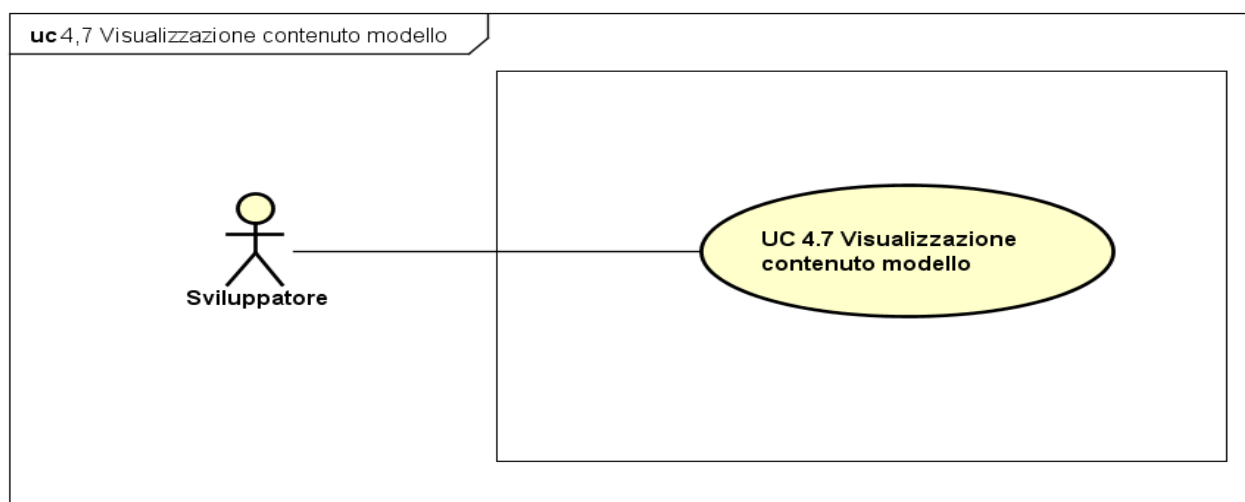 uc 4,7 Visualizzazione contenuto modello
UC 4.7 Visualizzazione
contenuto modello
Sviluppatore